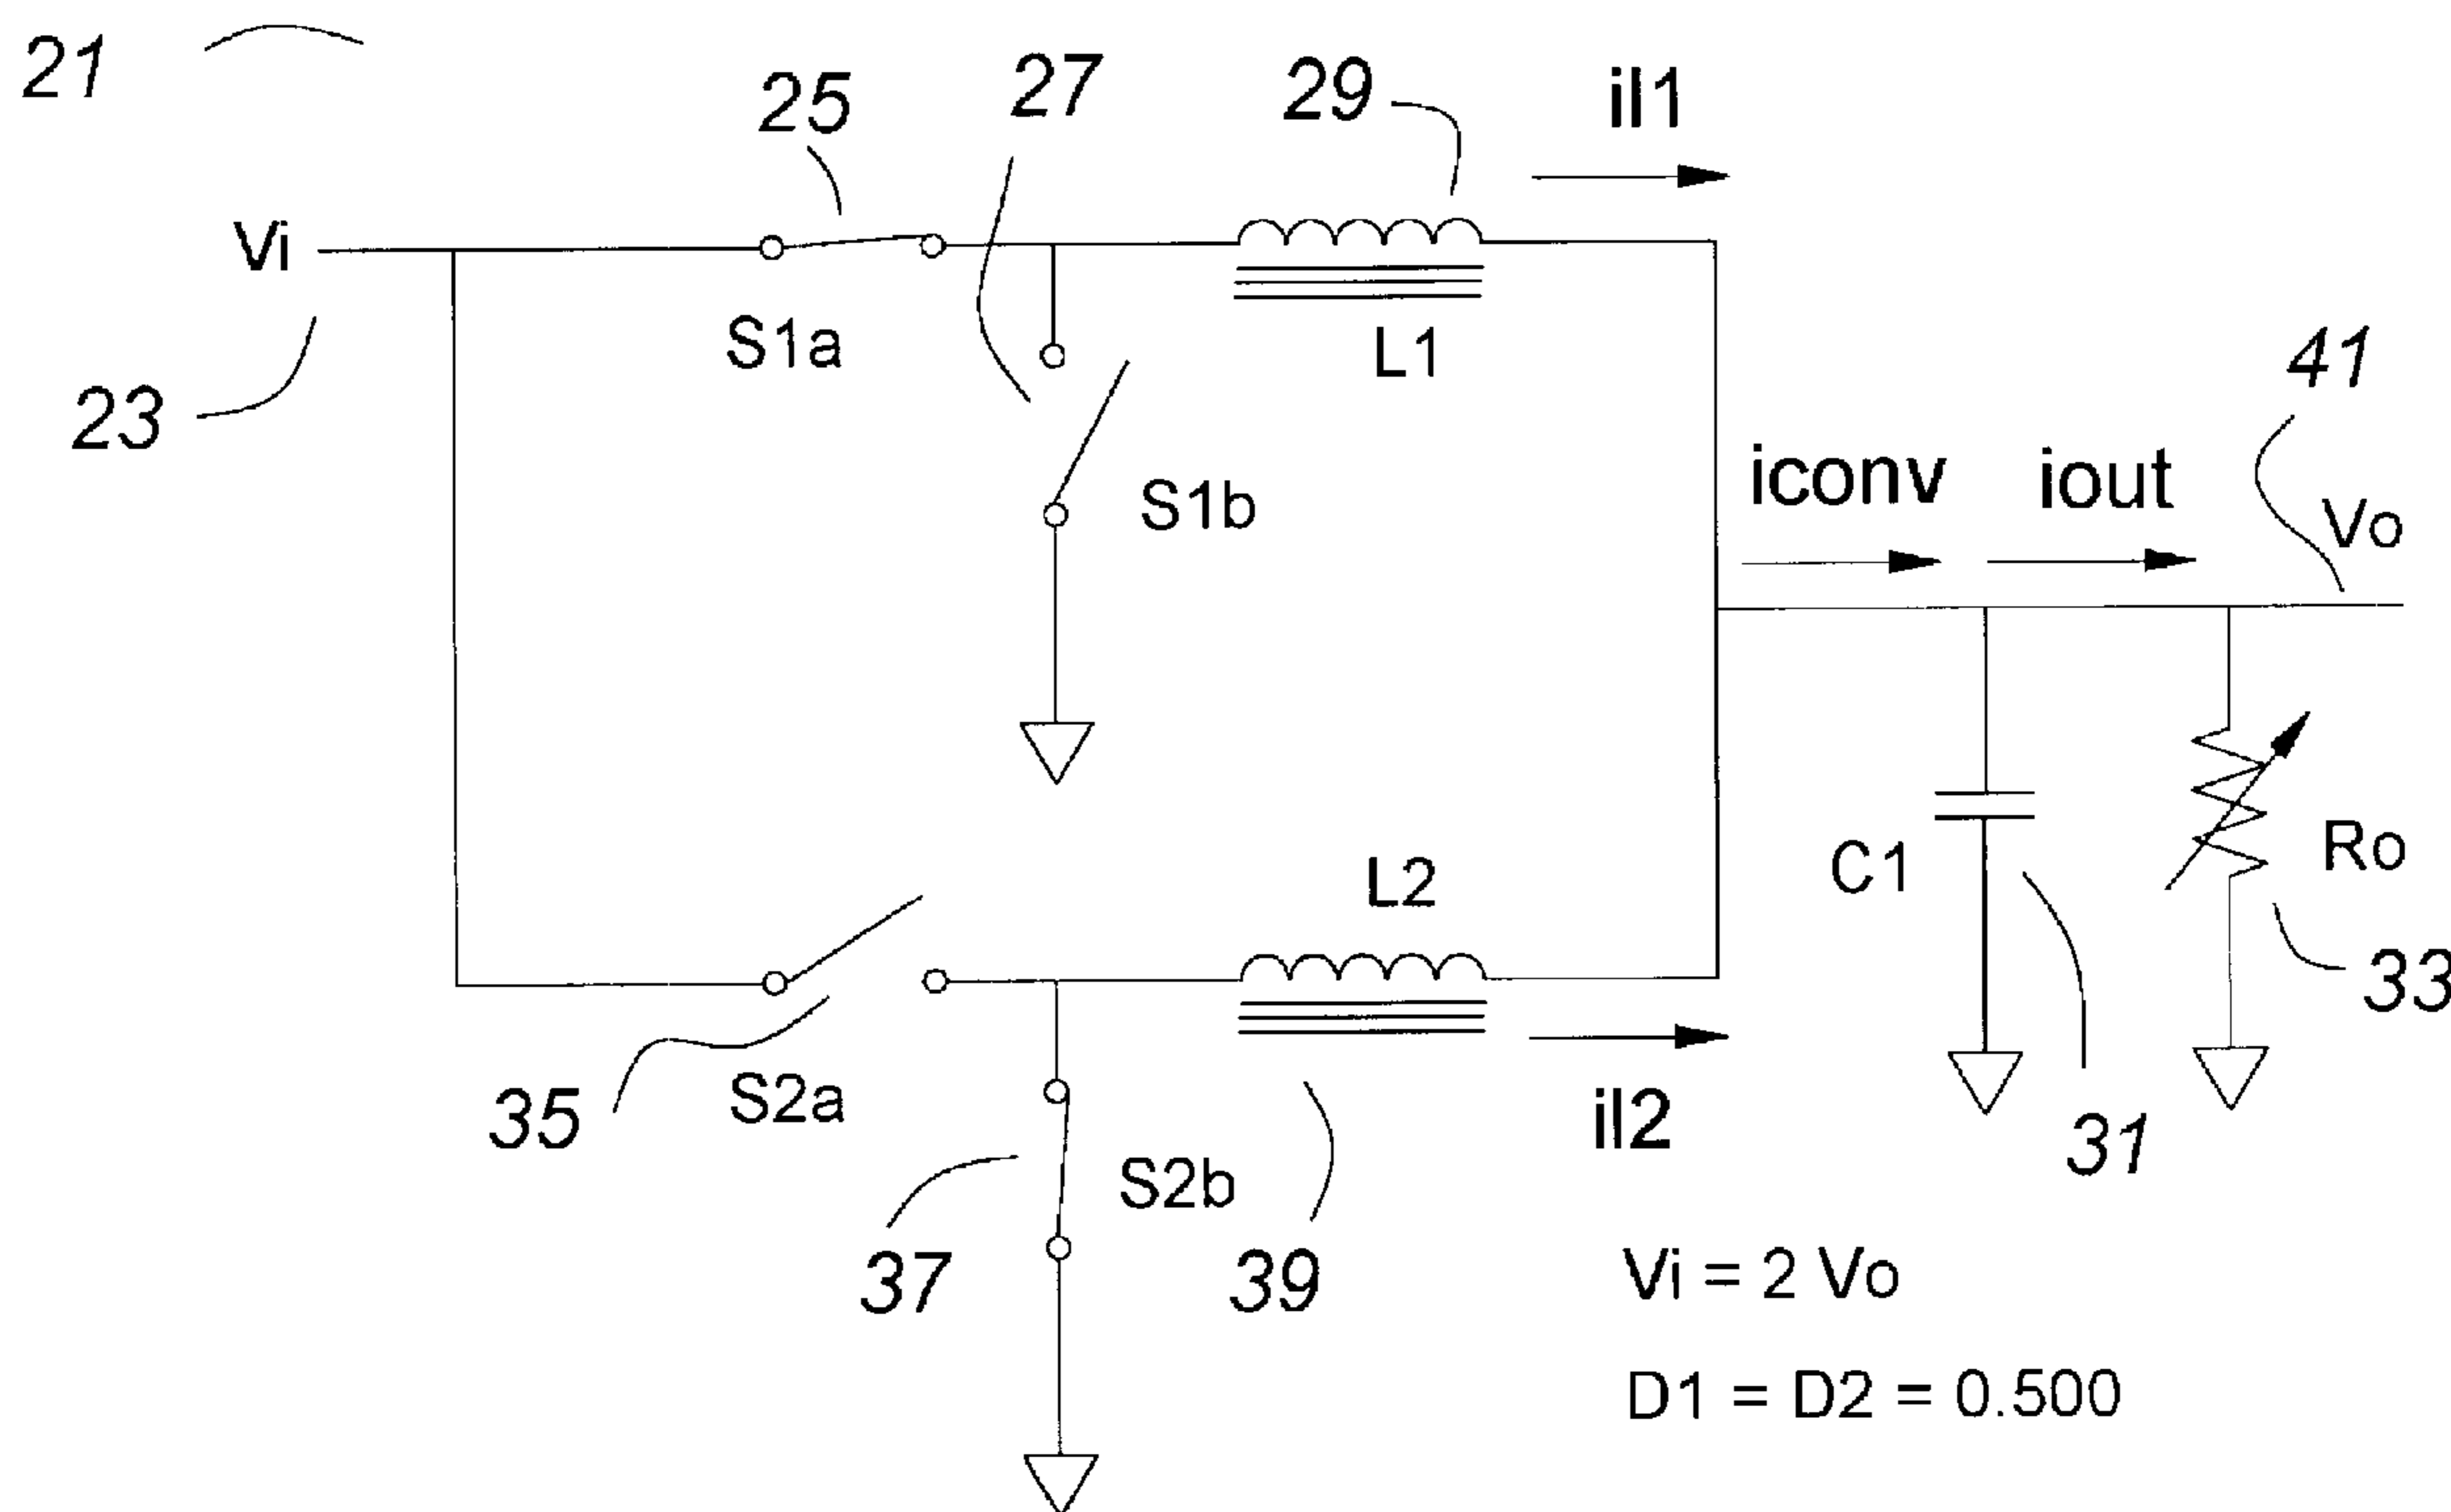 21
25
27
29
il1
Vi
S1a
L1
23
41
S1b
iconv
iout
Vo
L2
C1
Ro
33
35
S2a
il2
31
S2b
37
39
Vi = 2 Vo
D1 = D2 = 0.500